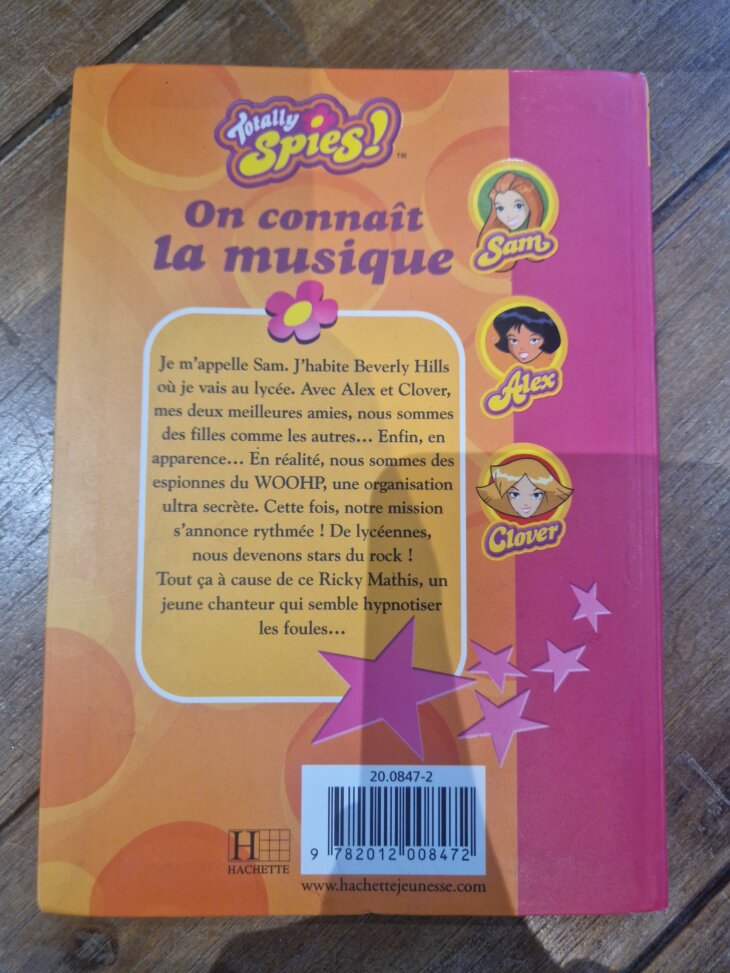 Totally
Spies!
™
On connaît
la musique
Sam
Alex
Clover
Je m'appelle Sam. J'habite Beverly Hills
où je vais au lycée. Avec Alex et Clover,
mes deux meilleures amies, nous sommes
des filles comme les autres… Enfin, en
apparence… En réalité, nous sommes des
espionnes du WOOHP, une organisation
ultra secrète. Cette fois, notre mission
s'annonce rythmée ! De lycéennes,
nous devenons stars du rock !
Tout ça à cause de ce Ricky Mathis, un
jeune chanteur qui semble hypnotiser
les foules…
20.0847-2
9 782012 008472
H
HACHETTE
www.hachettejeunesse.com